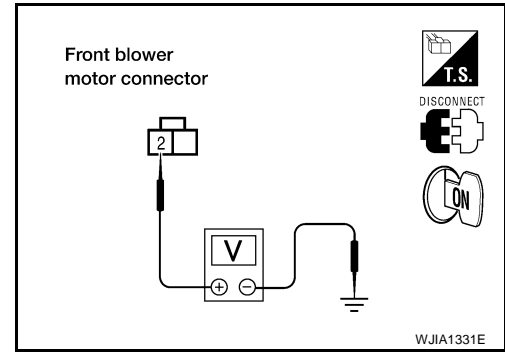 Front blower
motor connector
T.S.
DISCONNECT
2
ON
V
+ −
WJIA1331E